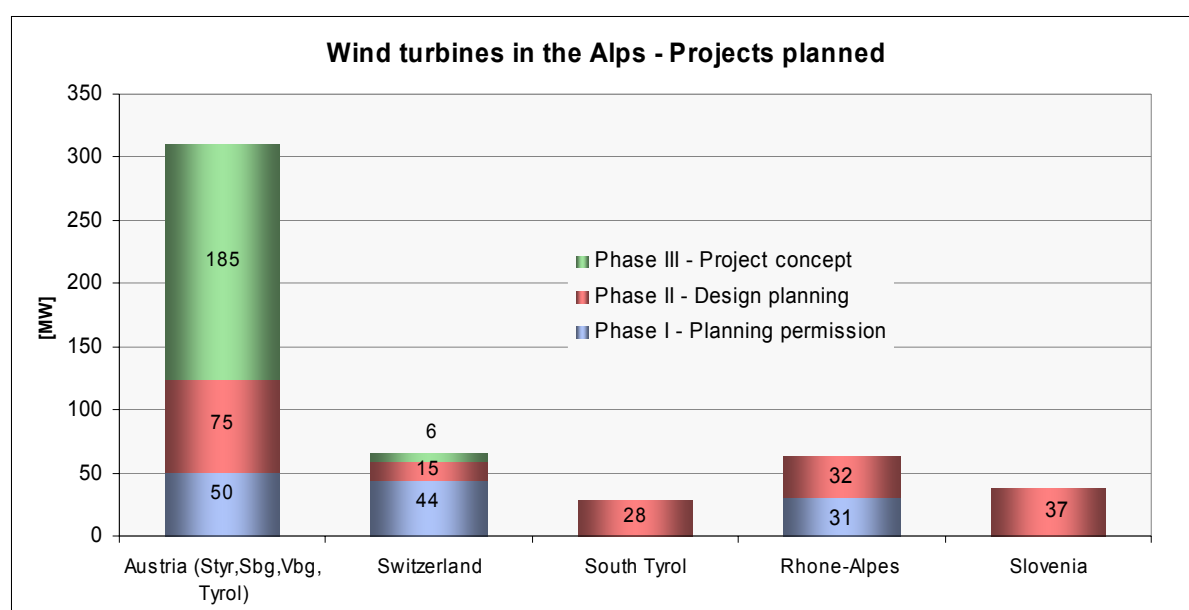 Wind turbines in the Alps - Projects planned
350
300
250
200
150
100
50
0
[MW]
185
75
50
6
15
44
28
32
31
37
Phase III - Project concept
Phase II - Design planning
Phase I - Planning permission
Austria (Styr,Sbg,Vbg,
Tyrol)
Switzerland
South Tyrol
Rhone-Alpes
Slovenia